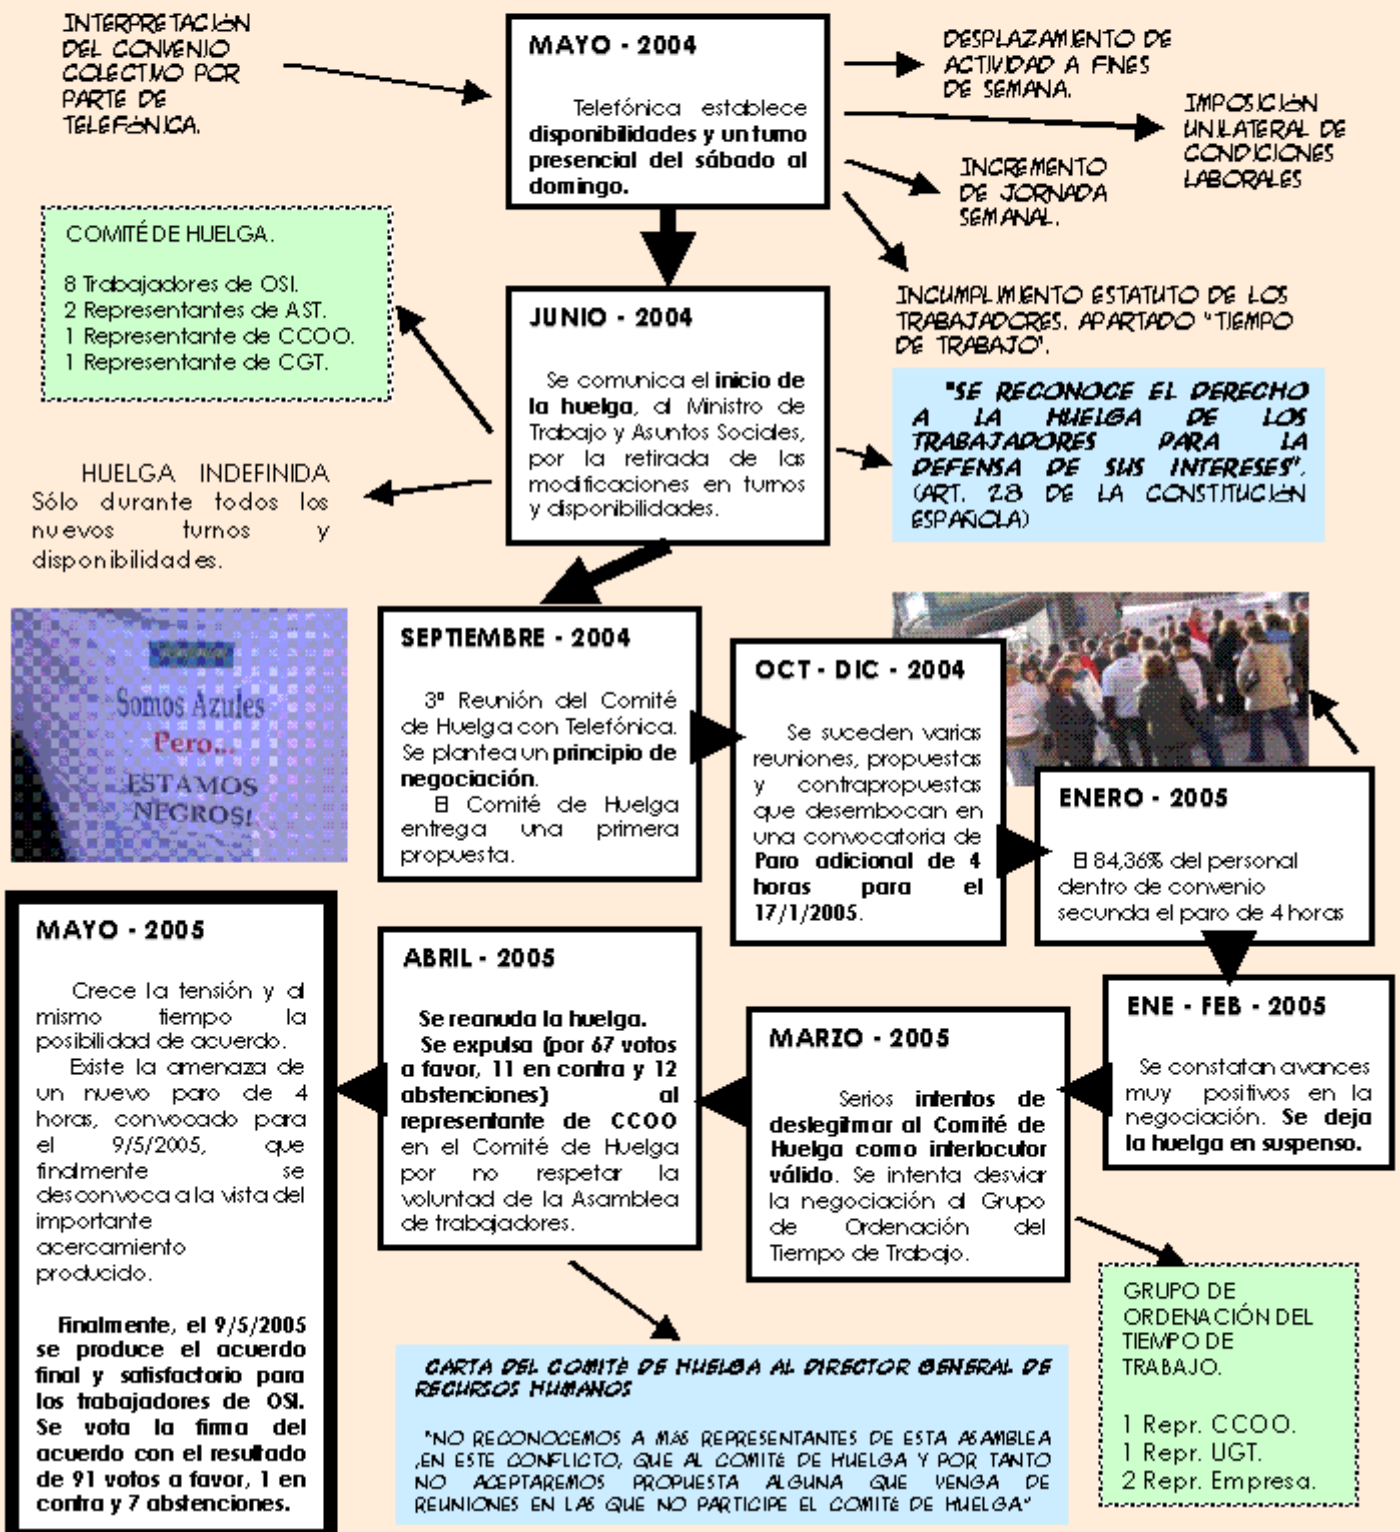 INTERPRETACIÓN
DEL CONVENIO
COLECTIVO POR
PARTE DE
TELEFÓNICA.
MAYO - 2004
Telefónica establece
disponibilidades y un turno
presencial del sábado al
domingo.
DESPLAZAMIENTO DE
ACTIVIDAD A FINES
DE SEMANA.
IMPOSICIÓN
UNILATERAL DE
CONDICIONES
LABORALES
INCREMENTO
DE JORNADA
SEMANAL.
INCUMPLIMIENTO ESTATUTO DE LOS
TRABAJADORES. APARTADO "TIEMPO
DE TRABAJO".
COMITÉ DE HUELGA.
8 Trabajadores de OSI.
2 Representantes de AST.
1 Representante de CCOO.
1 Representante de CGT.
JUNIO - 2004
Se comunica el inicio de
la huelga, al Ministro de
Trabajo y Asuntos Sociales,
por la retirada de las
modificaciones en turnos
y disponibilidades.
"SE RECONOCE EL DERECHO
A LA HUELGA DE LOS
TRABAJADORES PARA LA
DEFENSA DE SUS INTERESES".
(ART. 28 DE LA CONSTITUCIÓN
ESPAÑOLA)
HUELGA INDEFINIDA
Sólo durante todos los
nuevos turnos y
disponibilidades.
Somos Azules
Pero...
ESTAMOS
NEGROS!
SEPTIEMBRE - 2004
3ª Reunión del Comité
de Huelga con Telefónica.
Se plantea un principio de
negociación.
El Comité de Huelga
entrega una primera
propuesta.
OCT - DIC - 2004
Se suceden varias
reuniones, propuestas
y contrapropuestas
que desembocan en
una convocatoria de
Paro adicional de 4
horas para el
17/1/2005.
ENERO - 2005
El 84,36% del personal
dentro de convenio
secunda el paro de 4 horas
ENE - FEB - 2005
Se constatan avances
muy positivos en la
negociación. Se deja
la huelga en suspenso.
MARZO - 2005
Serios intentos de
deslegitmar al Comité de
Huelga como interlocutor
válido. Se intenta desviar
la negociación al Grupo
de Ordenación del
Tiempo de Trabajo.
ABRIL - 2005
Se reanuda la huelga.
Se expulsa (por 67 votos
a favor, 11 en contra y 12
abstenciones) al
representante de CCOO
en el Comité de Huelga
por no respetar la
voluntad de la Asamblea
de trabajadores.
MAYO - 2005
Crece la tensión y al
mismo tiempo la
posibilidad de acuerdo.
Existe la amenaza de
un nuevo paro de 4
horas, convocado para
el 9/5/2005, que
finalmente se
desconvoca a la vista del
importante
acercamiento
producido.
Finalmente, el 9/5/2005
se produce el acuerdo
final y satisfactorio para
los trabajadores de OSI.
Se vota la firma del
acuerdo con el resultado
de 91 votos a favor, 1 en
contra y 7 abstenciones.
GRUPO DE
ORDENACIÓN DEL
TIEMPO DE
TRABAJO.
1 Repr. CCOO.
1 Repr. UGT.
2 Repr. Empresa.
CARTA DEL COMITÉ DE HUELGA AL DIRECTOR GENERAL DE
RECURSOS HUMANOS
"NO RECONOCEMOS A MÁS REPRESENTANTES DE ESTA ASAMBLEA
,EN ESTE CONFLICTO, QUE AL COMITÉ DE HUELGA Y POR TANTO
NO ACEPTAREMOS PROPUESTA ALGUNA QUE VENGA DE
REUNIONES EN LAS QUE NO PARTICIPE EL COMITÉ DE HUELGA"